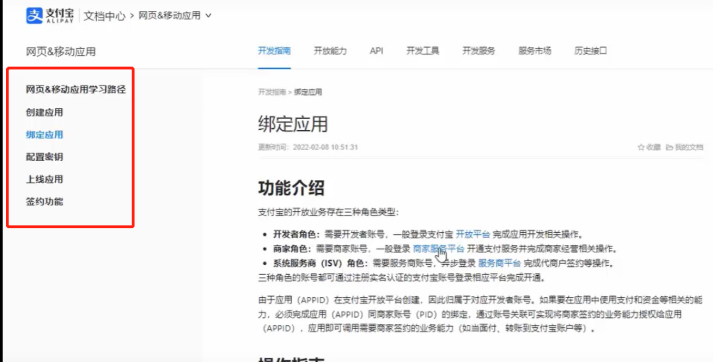 支付宝 ALIPAY 文档中心 > 网页&移动应用
网页&移动应用 开发指南 开放能力 API 开发工具 开发服务 服务市场 历史接口
网页&移动应用学习路径
创建应用
绑定应用
配置密钥
上线应用
签约功能
开发指南 > 绑定应用
绑定应用
更新时间：2022-02-08 10:51:31 收藏 我的文档
功能介绍
支付宝的开放业务存在三种角色类型：
开发者角色：需要开发者账号，一般登录支付宝 开放平台 完成应用开发相关操作。
商家角色：需要商家账号，一般登录 商家服务平台 开通支付服务并完成商家经营相关操作。
系统服务商（ISV）角色：需要服务商账号，步登录 服务商平台 完成代商户签约等操作。
三种角色的账号都可通过注册实名认证的支付宝账号登录相应平台完成开通。
由于应用（APPID）在支付宝开放平台创建，因此归属于对应开发者账号。如果要在应用中使用支付和资金等相关的能
力，必须完成应用（APPID）同商家账号（PID）的绑定，通过账号关联可实现将商家签约的业务能力授权给应用
（APPID），应用即可调用需要商家签约的业务能力（如当面付、转账到支付宝账户等）。